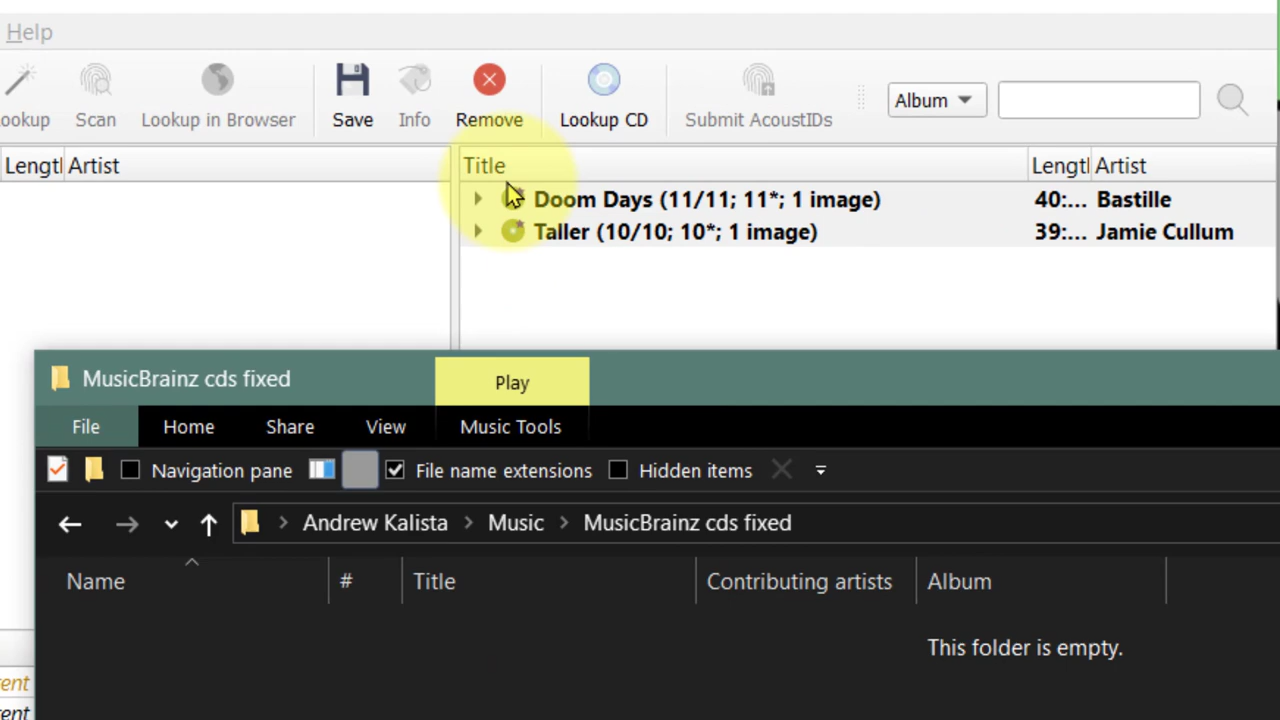 Help
ookup Scan Lookup in Browser Save Info Remove Lookup CD Submit AcoustIDs Album
Lengtl Artist Title Lengtl Artist
Doom Days (11/11; 11*; 1 image) 40:... Bastille
Taller (10/10; 10*; 1 image) 39:... Jamie Cullum
MusicBrainz cds fixed Play
File Home Share View Music Tools
Navigation pane File name extensions Hidden items
Andrew Kalista Music MusicBrainz cds fixed
Name # Title Contributing artists Album
This folder is empty.
ent
ent